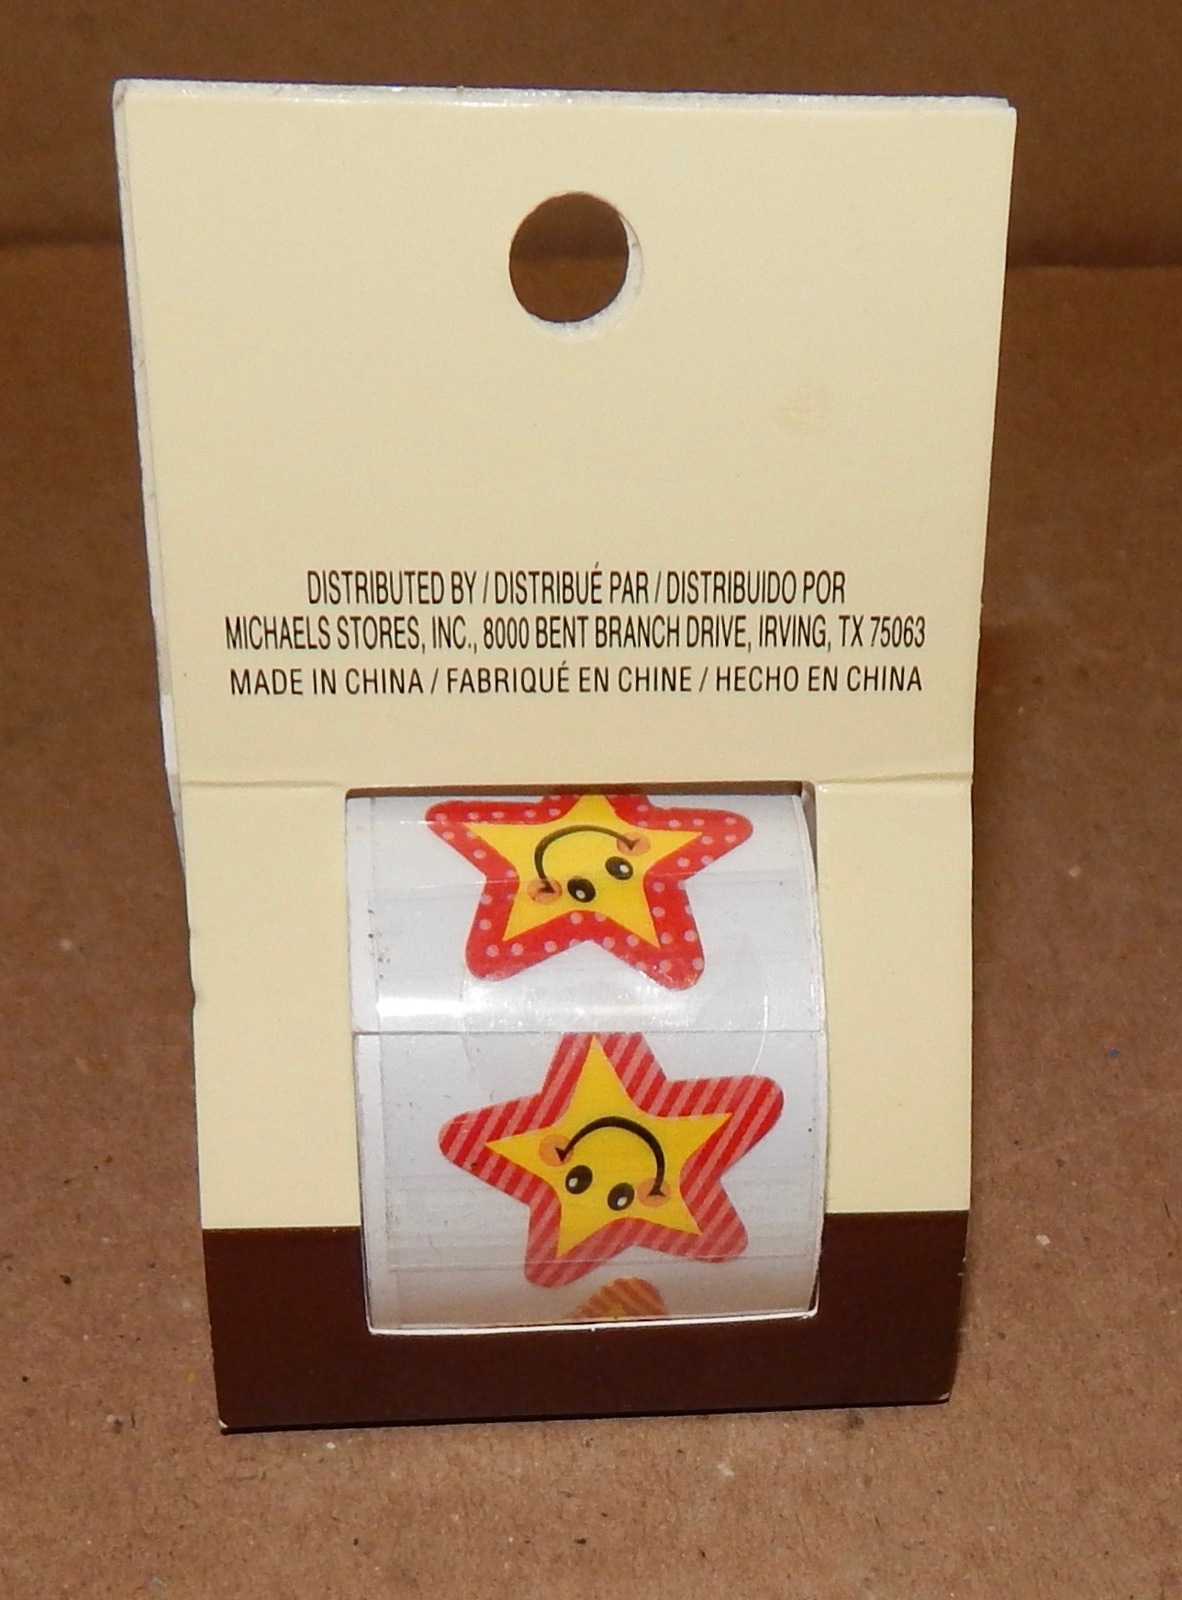 DISTRIBUTED BY / DISTRIBUÉ PAR / DISTRIBUIDO POR
MICHAELS STORES, INC., 8000 BENT BRANCH DRIVE, IRVING, TX 75063
MADE IN CHINA / FABRIQUÉ EN CHINE / HECHO EN CHINA